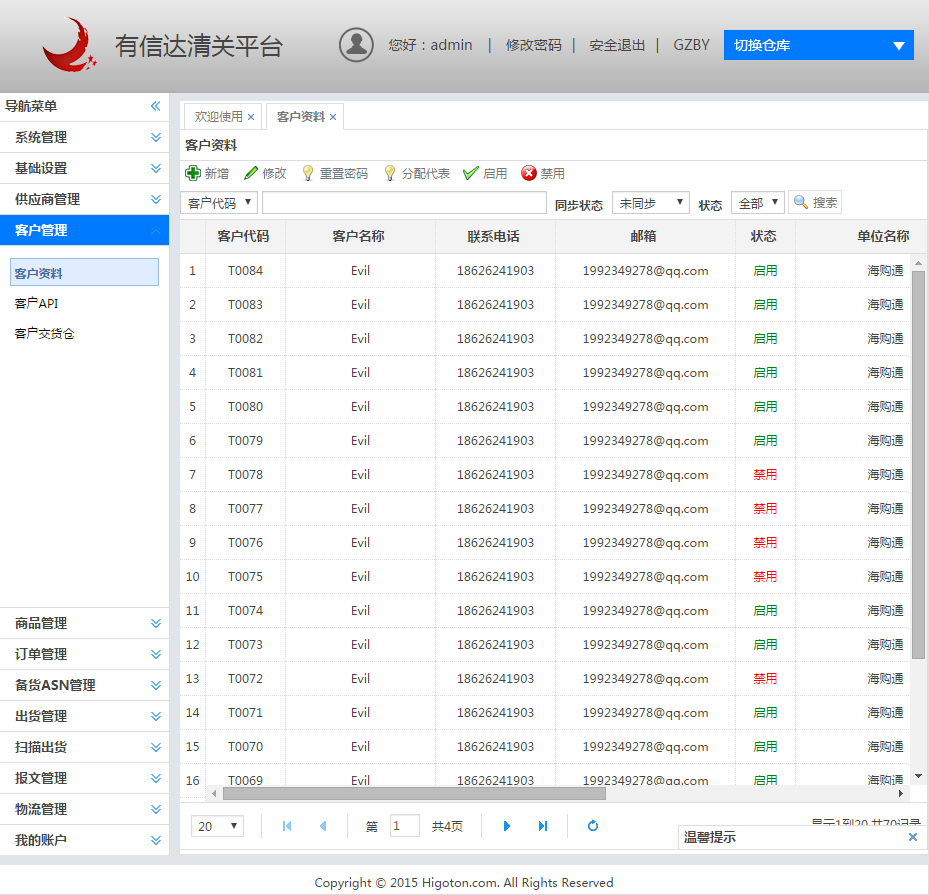 有信达清关平台
您好：admin | 修改密码 | 安全退出 | GZBY 切换仓库
导航菜单
系统管理
基础设置
供应商管理
客户管理
客户资料
客户API
客户交货仓
商品管理
订单管理
备货ASN管理
出货管理
扫描出货
报文管理
物流管理
我的账户
欢迎使用 × 客户资料 ×
客户资料
新增 修改 重置密码 分配代表 启用 禁用
客户代码 同步状态 未同步 状态 全部 搜索
客户代码 客户名称 联系电话 邮箱 状态 单位名称
1 T0084 Evil 18626241903 1992349278@qq.com 启用 海购通
2 T0083 Evil 18626241903 1992349278@qq.com 启用 海购通
3 T0082 Evil 18626241903 1992349278@qq.com 启用 海购通
4 T0081 Evil 18626241903 1992349278@qq.com 启用 海购通
5 T0080 Evil 18626241903 1992349278@qq.com 启用 海购通
6 T0079 Evil 18626241903 1992349278@qq.com 启用 海购通
7 T0078 Evil 18626241903 1992349278@qq.com 禁用 海购通
8 T0077 Evil 18626241903 1992349278@qq.com 禁用 海购通
9 T0076 Evil 18626241903 1992349278@qq.com 禁用 海购通
10 T0075 Evil 18626241903 1992349278@qq.com 禁用 海购通
11 T0074 Evil 18626241903 1992349278@qq.com 启用 海购通
12 T0073 Evil 18626241903 1992349278@qq.com 启用 海购通
13 T0072 Evil 18626241903 1992349278@qq.com 禁用 海购通
14 T0071 Evil 18626241903 1992349278@qq.com 启用 海购通
15 T0070 Evil 18626241903 1992349278@qq.com 启用 海购通
16 T0069 Evil 18626241903 1992349278@qq.com 启用 海购通
20 第 1 共4页 显示1到20,共70记录
温馨提示
Copyright © 2015 Higoton.com. All Rights Reserved